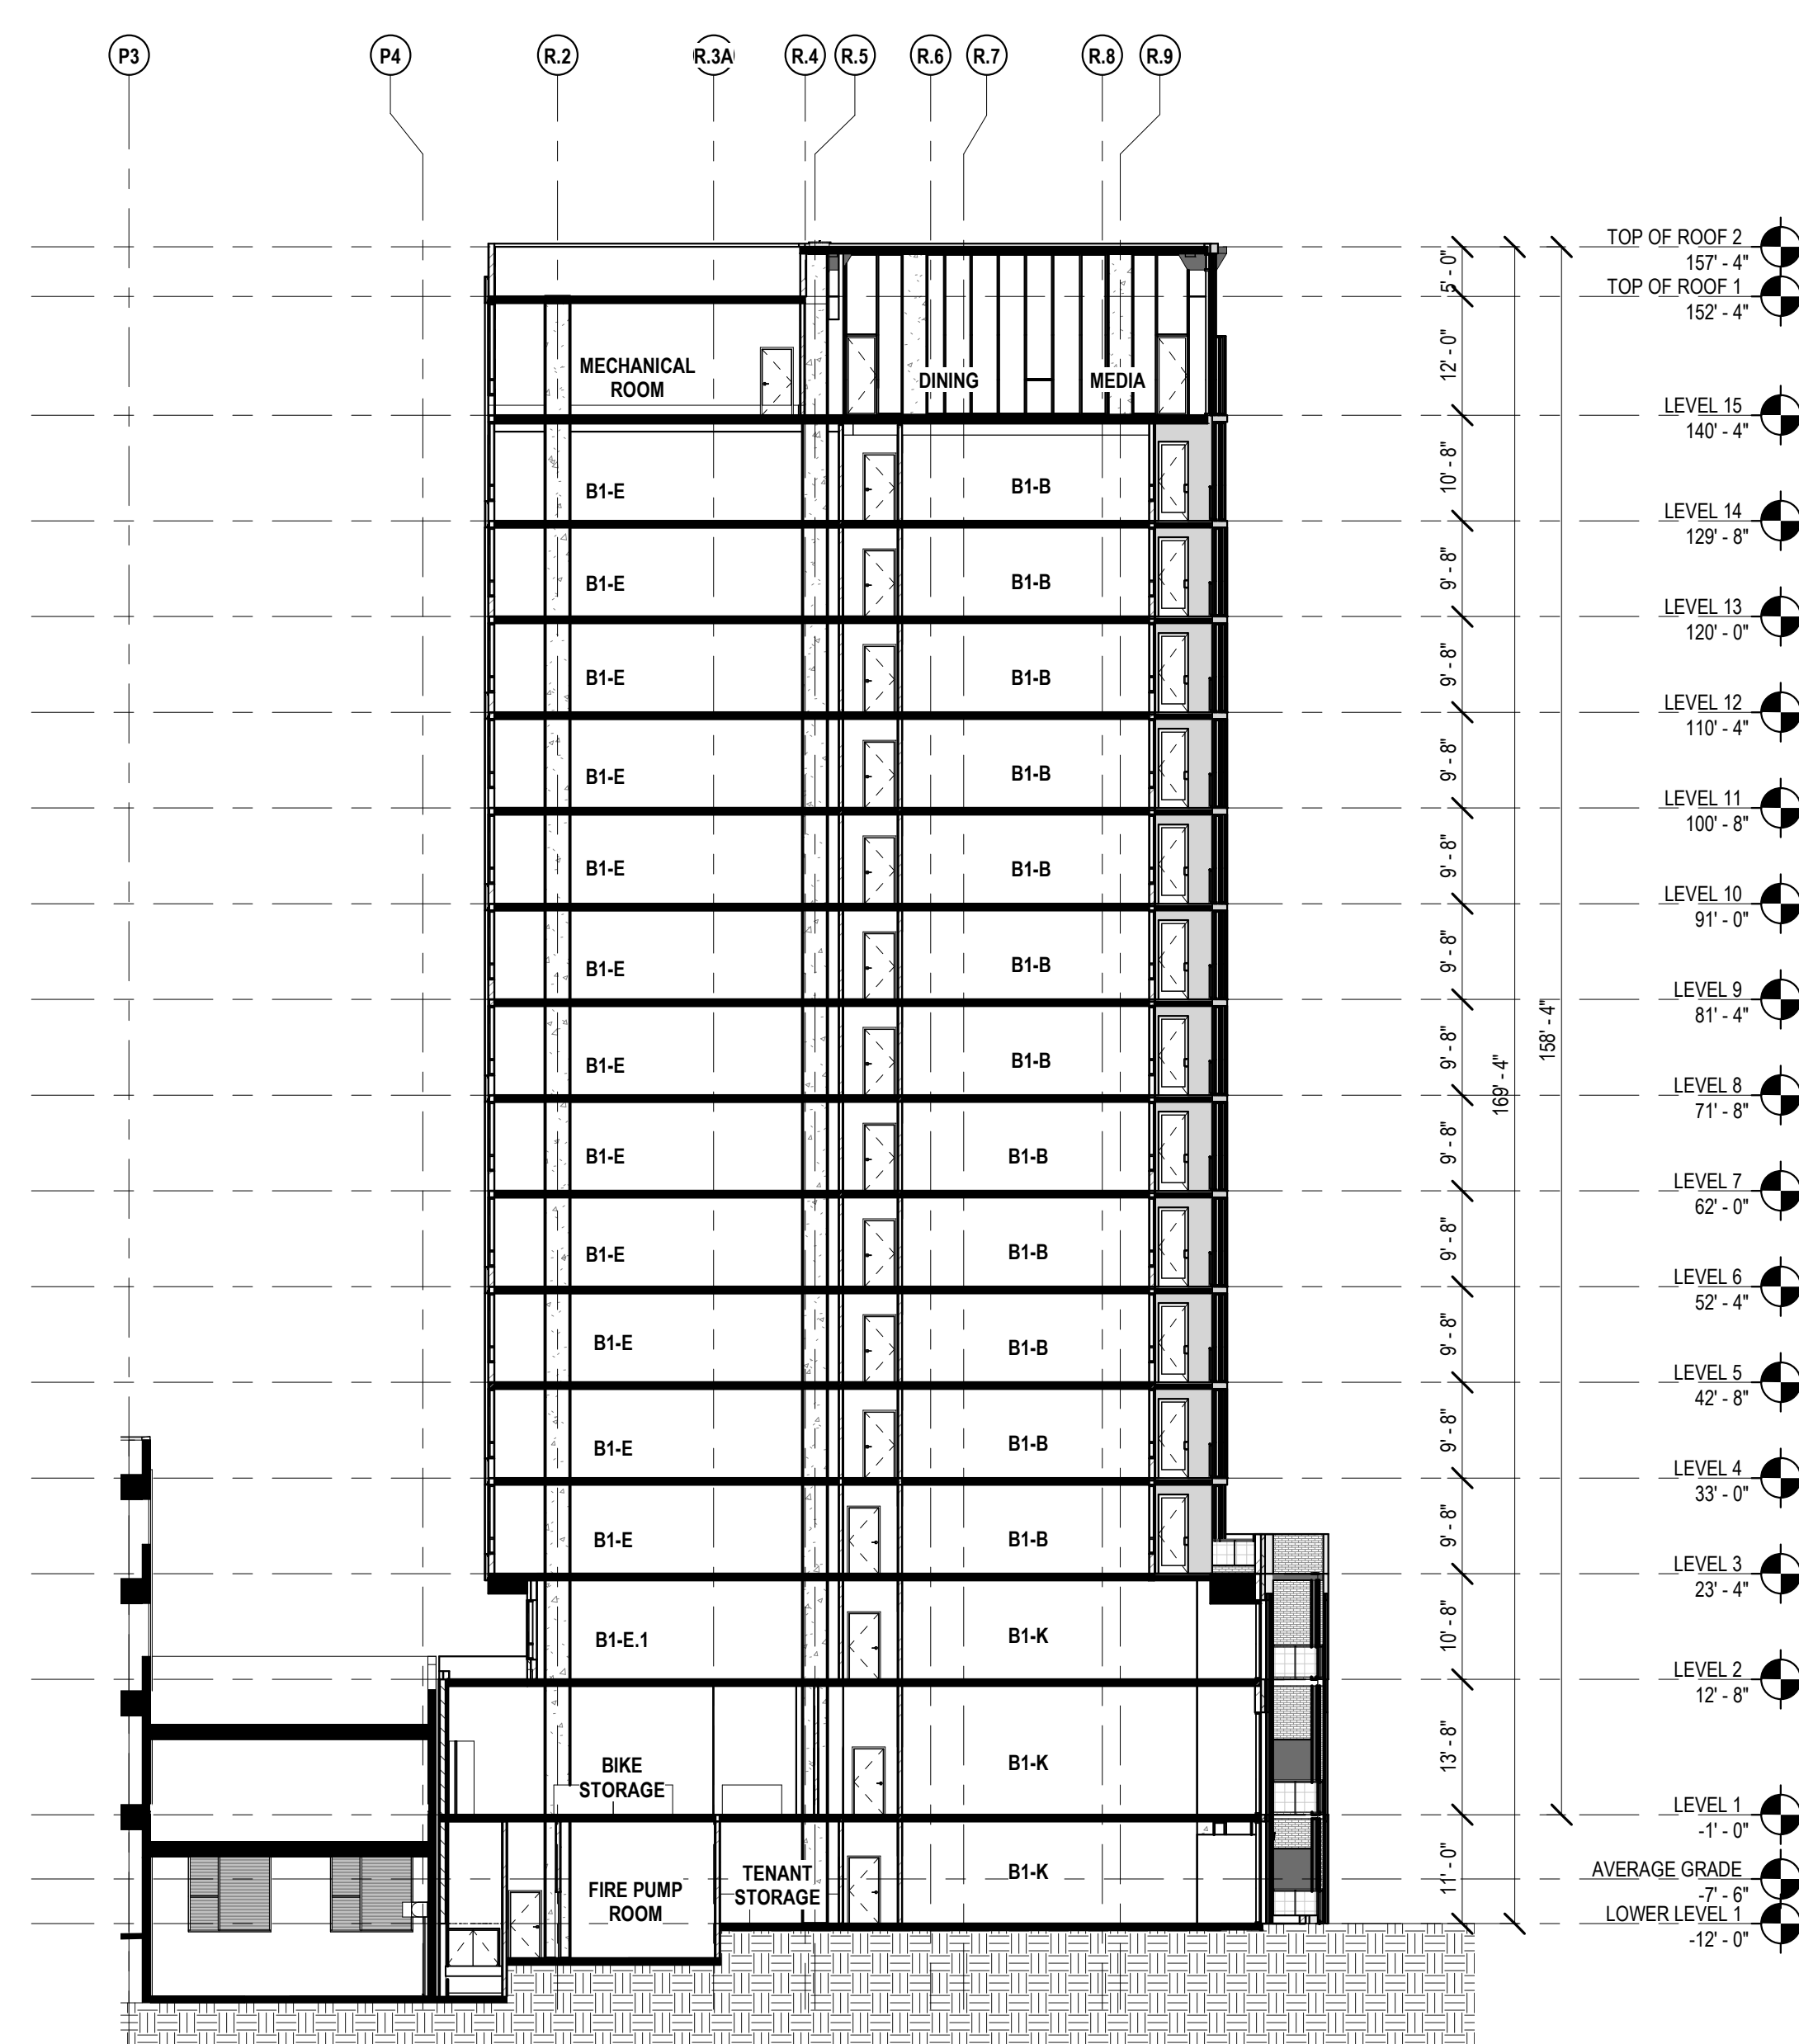 P3 P4 R.2 R.3A R.4 R.5 R.6 R.7 R.8 R.9
TOP OF ROOF 2
157' - 4"
5' - 0"
TOP OF ROOF 1
152' - 4"
12' - 0"
MECHANICAL
ROOM
DINING MEDIA
LEVEL 15
140' - 4"
10' - 8"
B1-E B1-B
LEVEL 14
129' - 8"
9' - 8"
B1-E B1-B
LEVEL 13
120' - 0"
9' - 8"
B1-E B1-B
LEVEL 12
110' - 4"
9' - 8"
B1-E B1-B
LEVEL 11
100' - 8"
9' - 8"
B1-E B1-B
LEVEL 10
91' - 0"
9' - 8"
B1-E B1-B
LEVEL 9
81' - 4"
9' - 8"
158' - 4"
B1-E B1-B
169' - 4"
LEVEL 8
71' - 8"
9' - 8"
B1-E B1-B
LEVEL 7
62' - 0"
9' - 8"
B1-E B1-B
LEVEL 6
52' - 4"
9' - 8"
B1-E B1-B
LEVEL 5
42' - 8"
9' - 8"
B1-E B1-B
LEVEL 4
33' - 0"
9' - 8"
B1-E B1-B
LEVEL 3
23' - 4"
10' - 8"
B1-E.1 B1-K
LEVEL 2
12' - 8"
13' - 8"
BIKE
STORAGE
B1-K
LEVEL 1
-1' - 0"
11' - 0"
FIRE PUMP
ROOM
TENANT
STORAGE
B1-K
AVERAGE GRADE
-7' - 6"
LOWER LEVEL 1
-12' - 0"